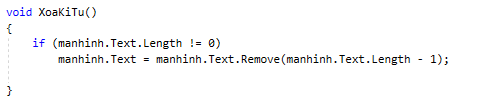 void XoaKiTu()
{
    if (manhinh.Text.Length != 0)
        manhinh.Text = manhinh.Text.Remove(manhinh.Text.Length - 1);
}